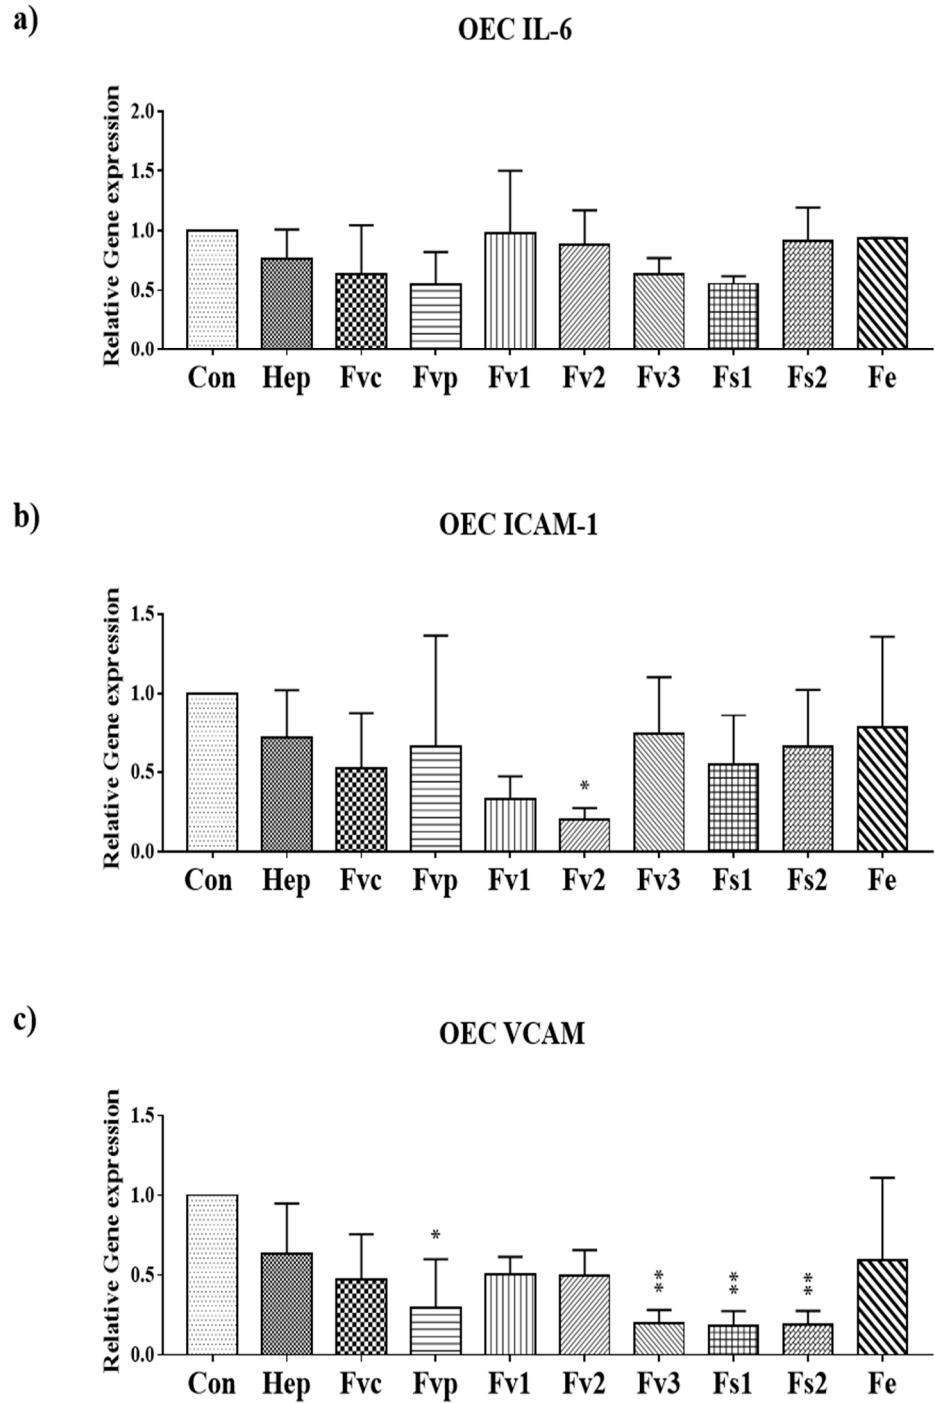 a)
OEC IL-6
Relative Gene expression
2.0
1.5
1.0
0.5
0.0
Con Hep Fvc Fvp Fv1 Fv2 Fv3 Fs1 Fs2 Fe
b)
OEC ICAM-1
Relative Gene expression
1.5
1.0
0.5
0.0
*
Con Hep Fvc Fvp Fv1 Fv2 Fv3 Fs1 Fs2 Fe
c)
OEC VCAM
Relative Gene expression
1.5
1.0
0.5
0.0
* ** ** **
Con Hep Fvc Fvp Fv1 Fv2 Fv3 Fs1 Fs2 Fe